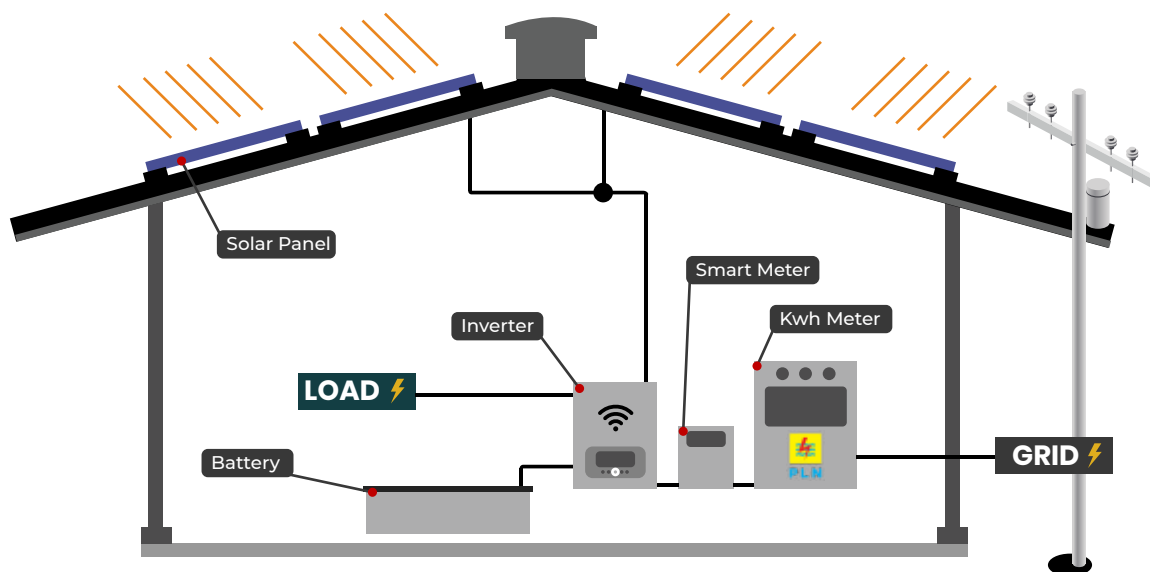 Solar Panel
Smart Meter
Inverter
Kwh Meter
LOAD
Battery
PLN
GRID